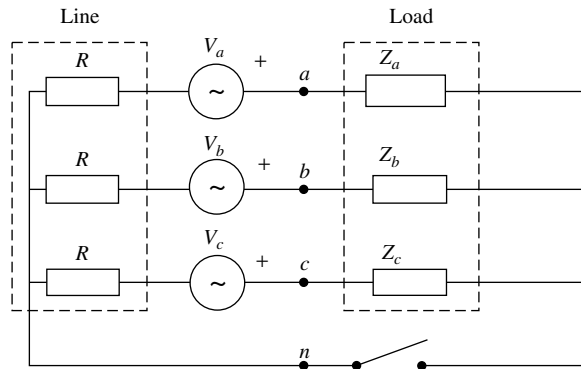 Line Load
R V_a + a Z_a
~
R V_b + b Z_b
~
R V_c + c Z_c
~
n